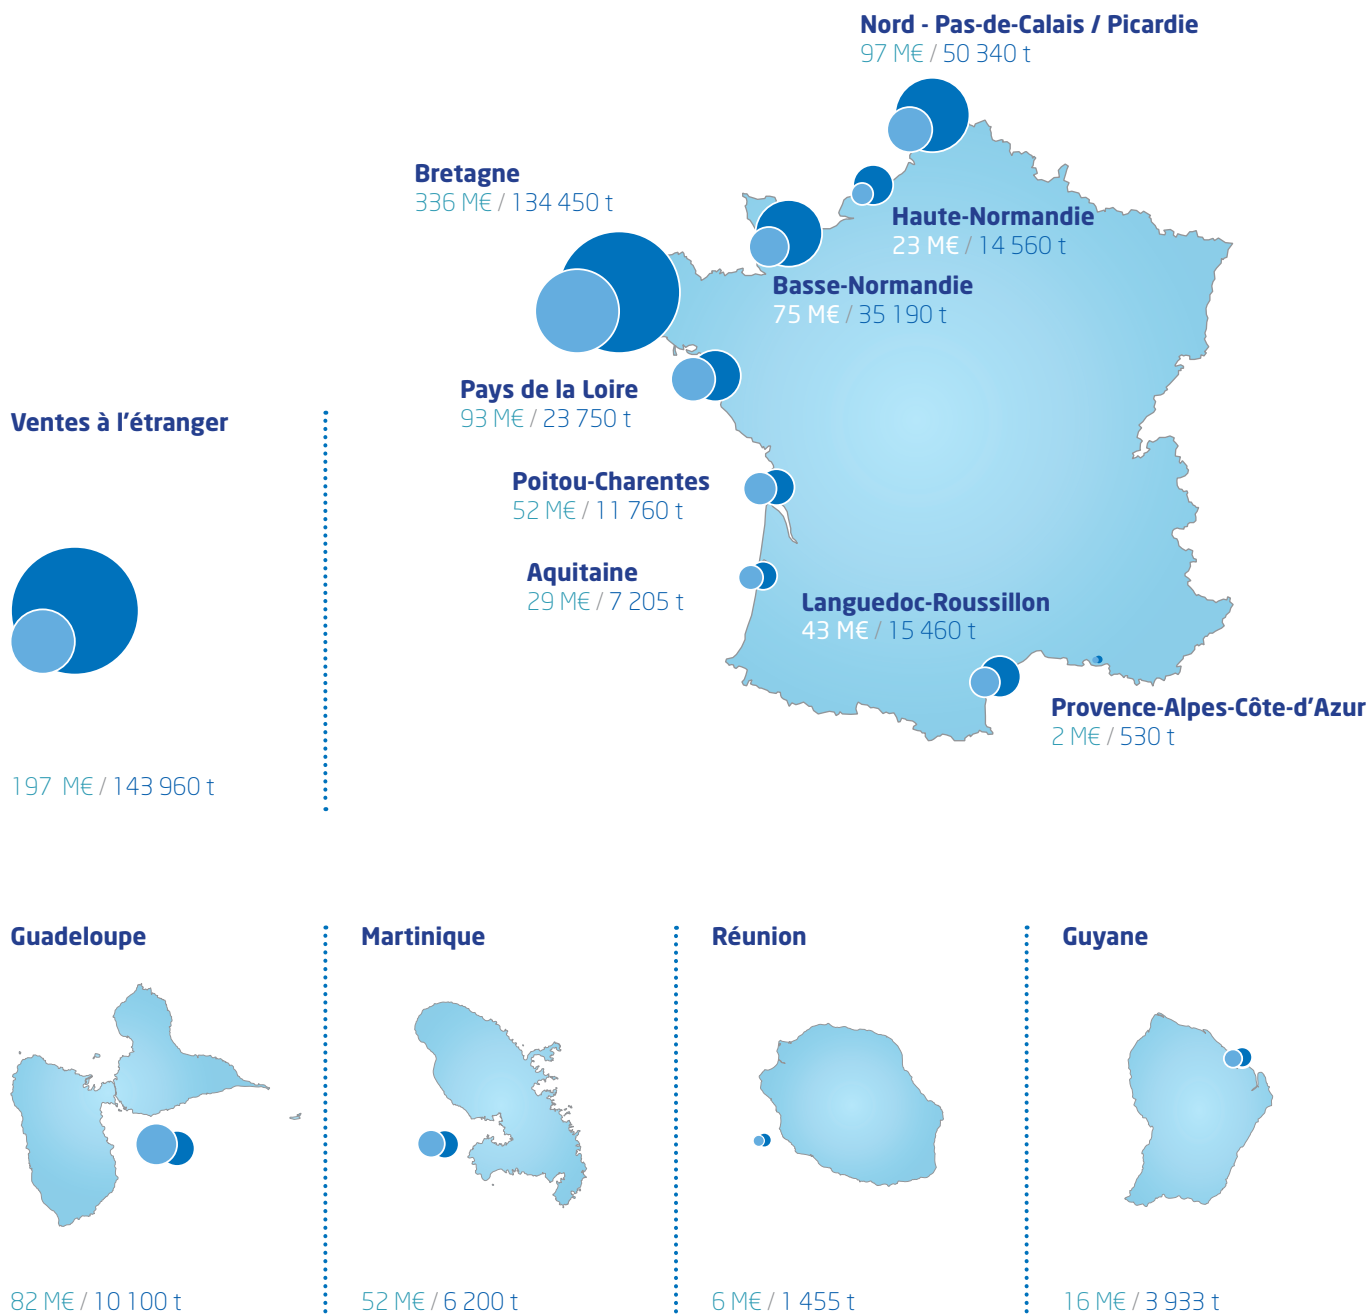 Nord - Pas-de-Calais / Picardie
97 M€ / 50 340 t
Bretagne
336 M€ / 134 450 t
Haute-Normandie
23 M€ / 14 560 t
Basse-Normandie
75 M€ / 35 190 t
Pays de la Loire
93 M€ / 23 750 t
Ventes à l’étranger
197 M€ / 143 960 t
Poitou-Charentes
52 M€ / 11 760 t
Aquitaine
29 M€ / 7 205 t
Languedoc-Roussillon
43 M€ / 15 460 t
Provence-Alpes-Côte-d’Azur
2 M€ / 530 t
Guadeloupe
82 M€ / 10 100 t
Martinique
52 M€ / 6 200 t
Réunion
6 M€ / 1 455 t
Guyane
16 M€ / 3 933 t